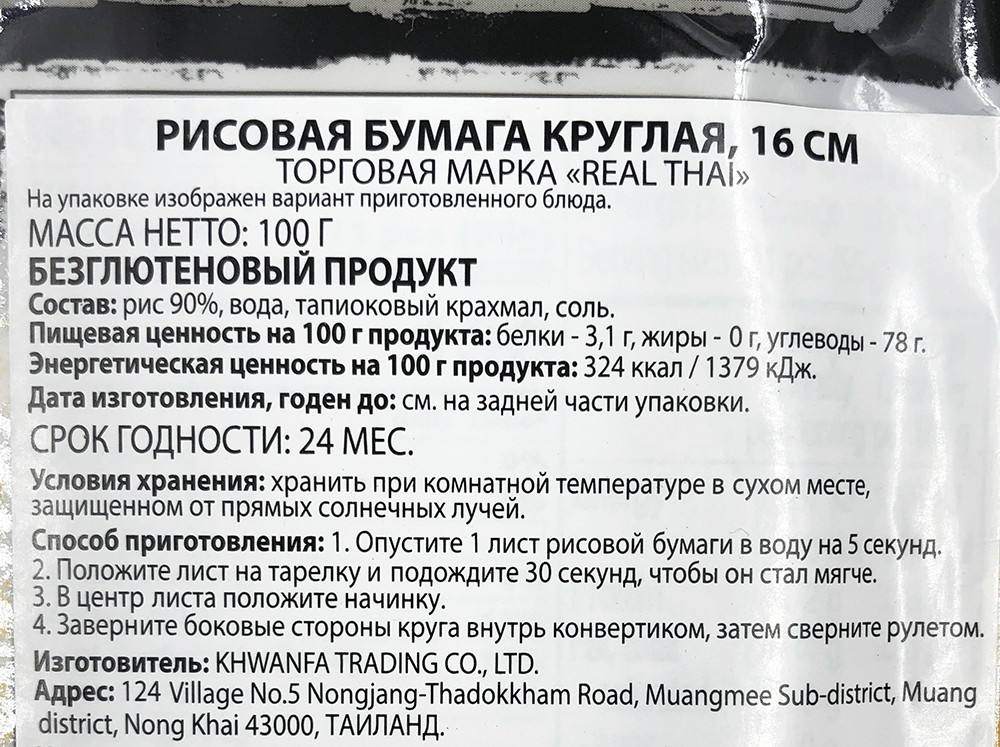 РИСОВАЯ БУМАГА КРУГЛАЯ, 16 СМ
ТОРГОВАЯ МАРКА «REAL THAI»
На упаковке изображен вариант приготовленного блюда.
МАССА НЕТТО: 100 Г
БЕЗГЛЮТЕНОВЫЙ ПРОДУКТ
Состав: рис 90%, вода, тапиоковый крахмал, соль.
Пищевая ценность на 100 г продукта: белки - 3,1 г, жиры - 0 г, углеводы - 78 г.
Энергетическая ценность на 100 г продукта: 324 ккал / 1379 кДж.
Дата изготовления, годен до: см. на задней части упаковки.
СРОК ГОДНОСТИ: 24 МЕС.
Условия хранения: хранить при комнатной температуре в сухом месте,
защищенном от прямых солнечных лучей.
Способ приготовления: 1. Опустите 1 лист рисовой бумаги в воду на 5 секунд.
2. Положите лист на тарелку и подождите 30 секунд, чтобы он стал мягче.
3. В центр листа положите начинку.
4. Заверните боковые стороны круга внутрь конвертиком, затем сверните рулетом.
Изготовитель: KHWANFA TRADING CO., LTD.
Адрес: 124 Village No.5 Nongjang-Thadokkham Road, Muangmee Sub-district, Muang
district, Nong Khai 43000, ТАИЛАНД.